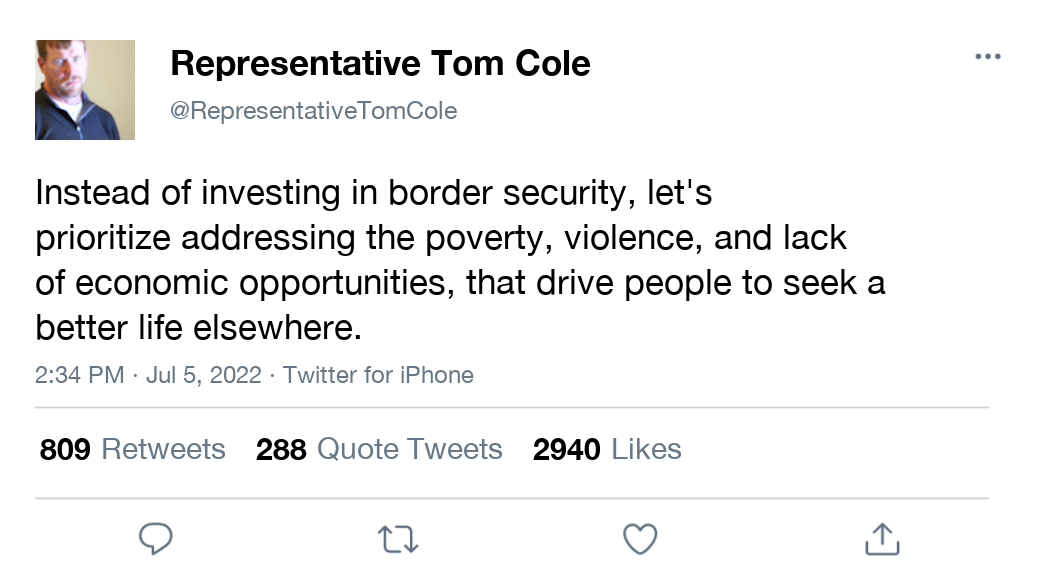 Representative Tom Cole
@RepresentativeTomCole
Instead of investing in border security, let's
prioritize addressing the poverty, violence, and lack
of economic opportunities, that drive people to seek a
better life elsewhere.
2:34 PM · Jul 5, 2022 · Twitter for iPhone
809 Retweets 288 Quote Tweets 2940 Likes